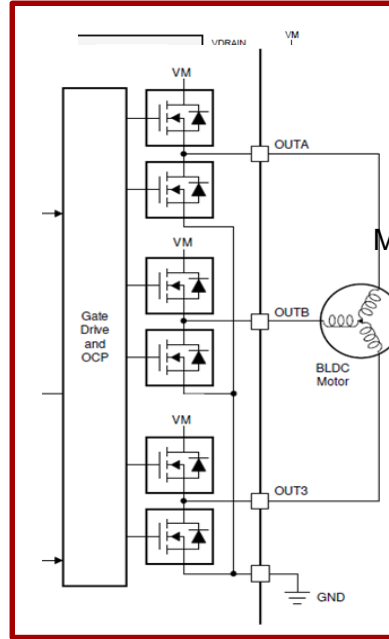 VDRAIN
VM
VM
OUTA
M
VM
OUTB
Gate
Drive
and
OCP
BLDC
Motor
VM
OUT3
GND